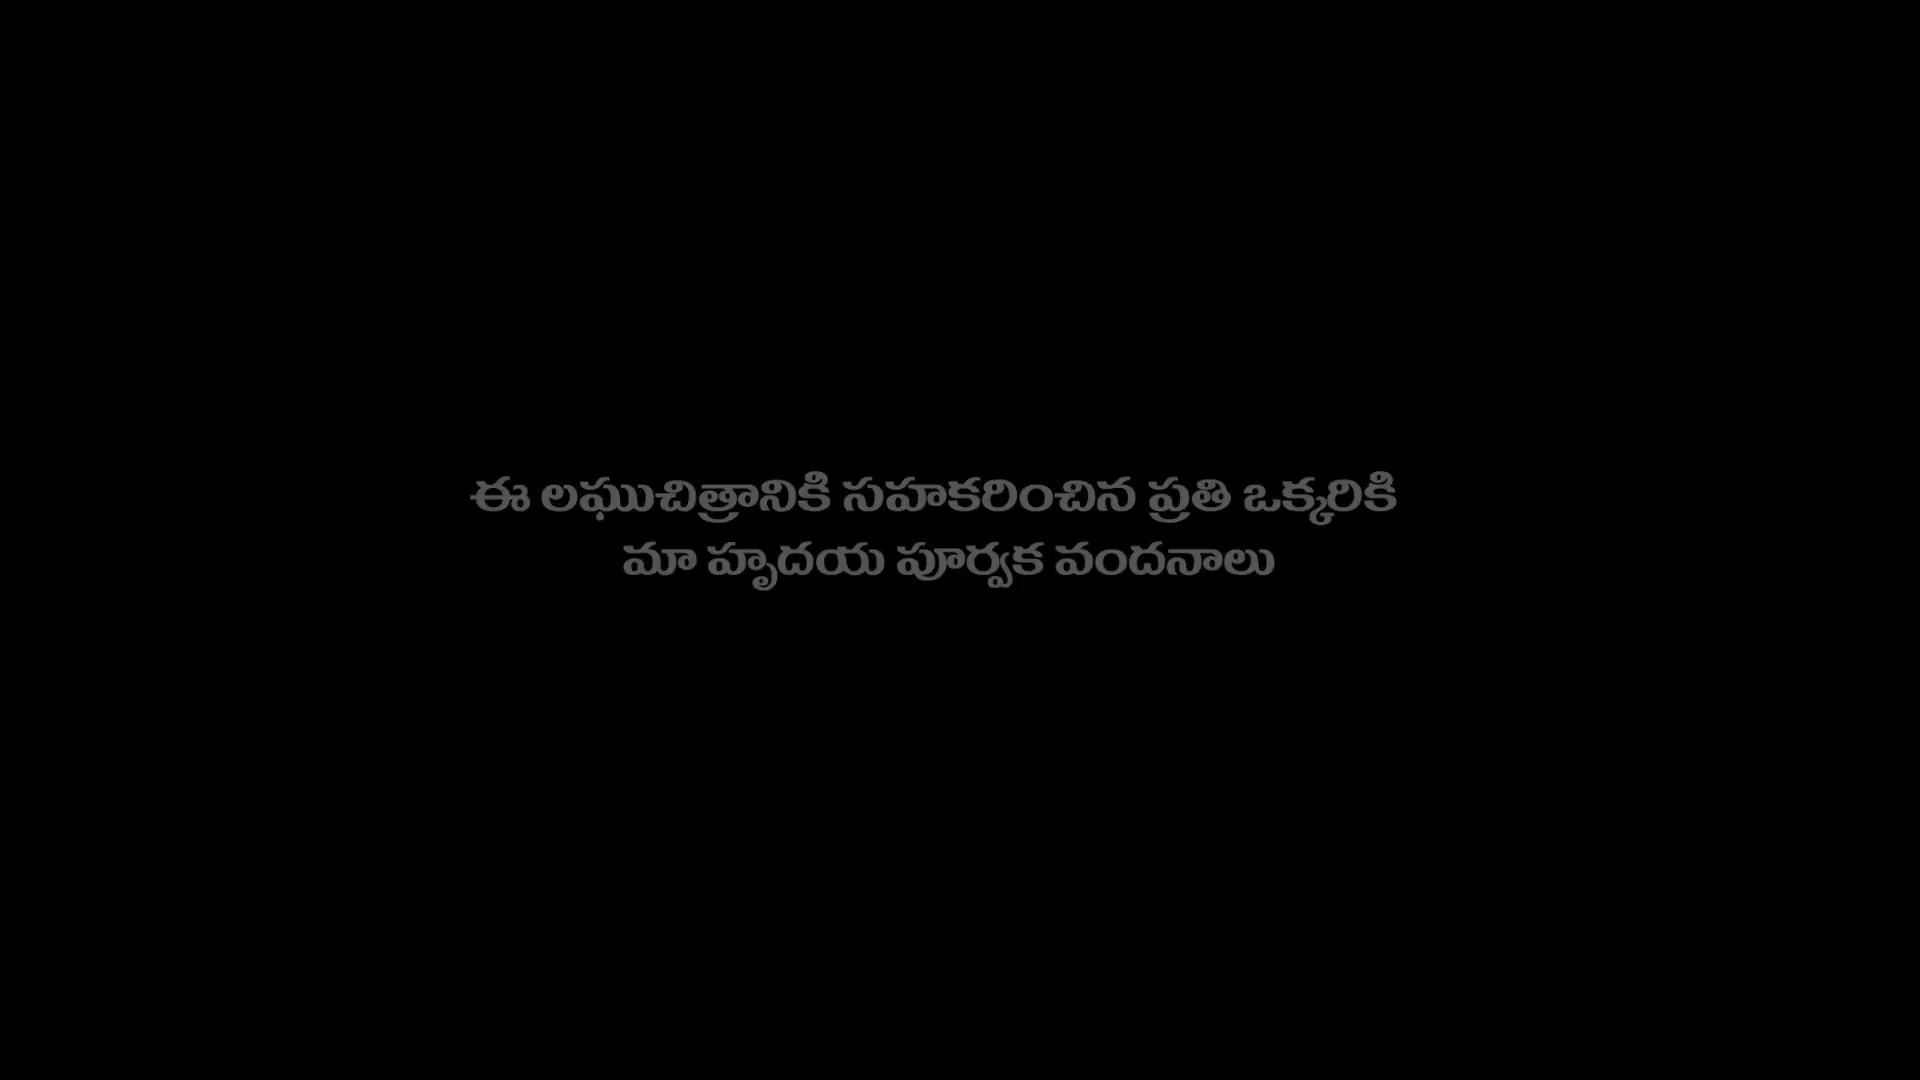 ఈ లఘుచిత్రానికి సహకరించిన ప్రతి ఒక్కరికి
మా హృదయ పూర్వక వందనాలు